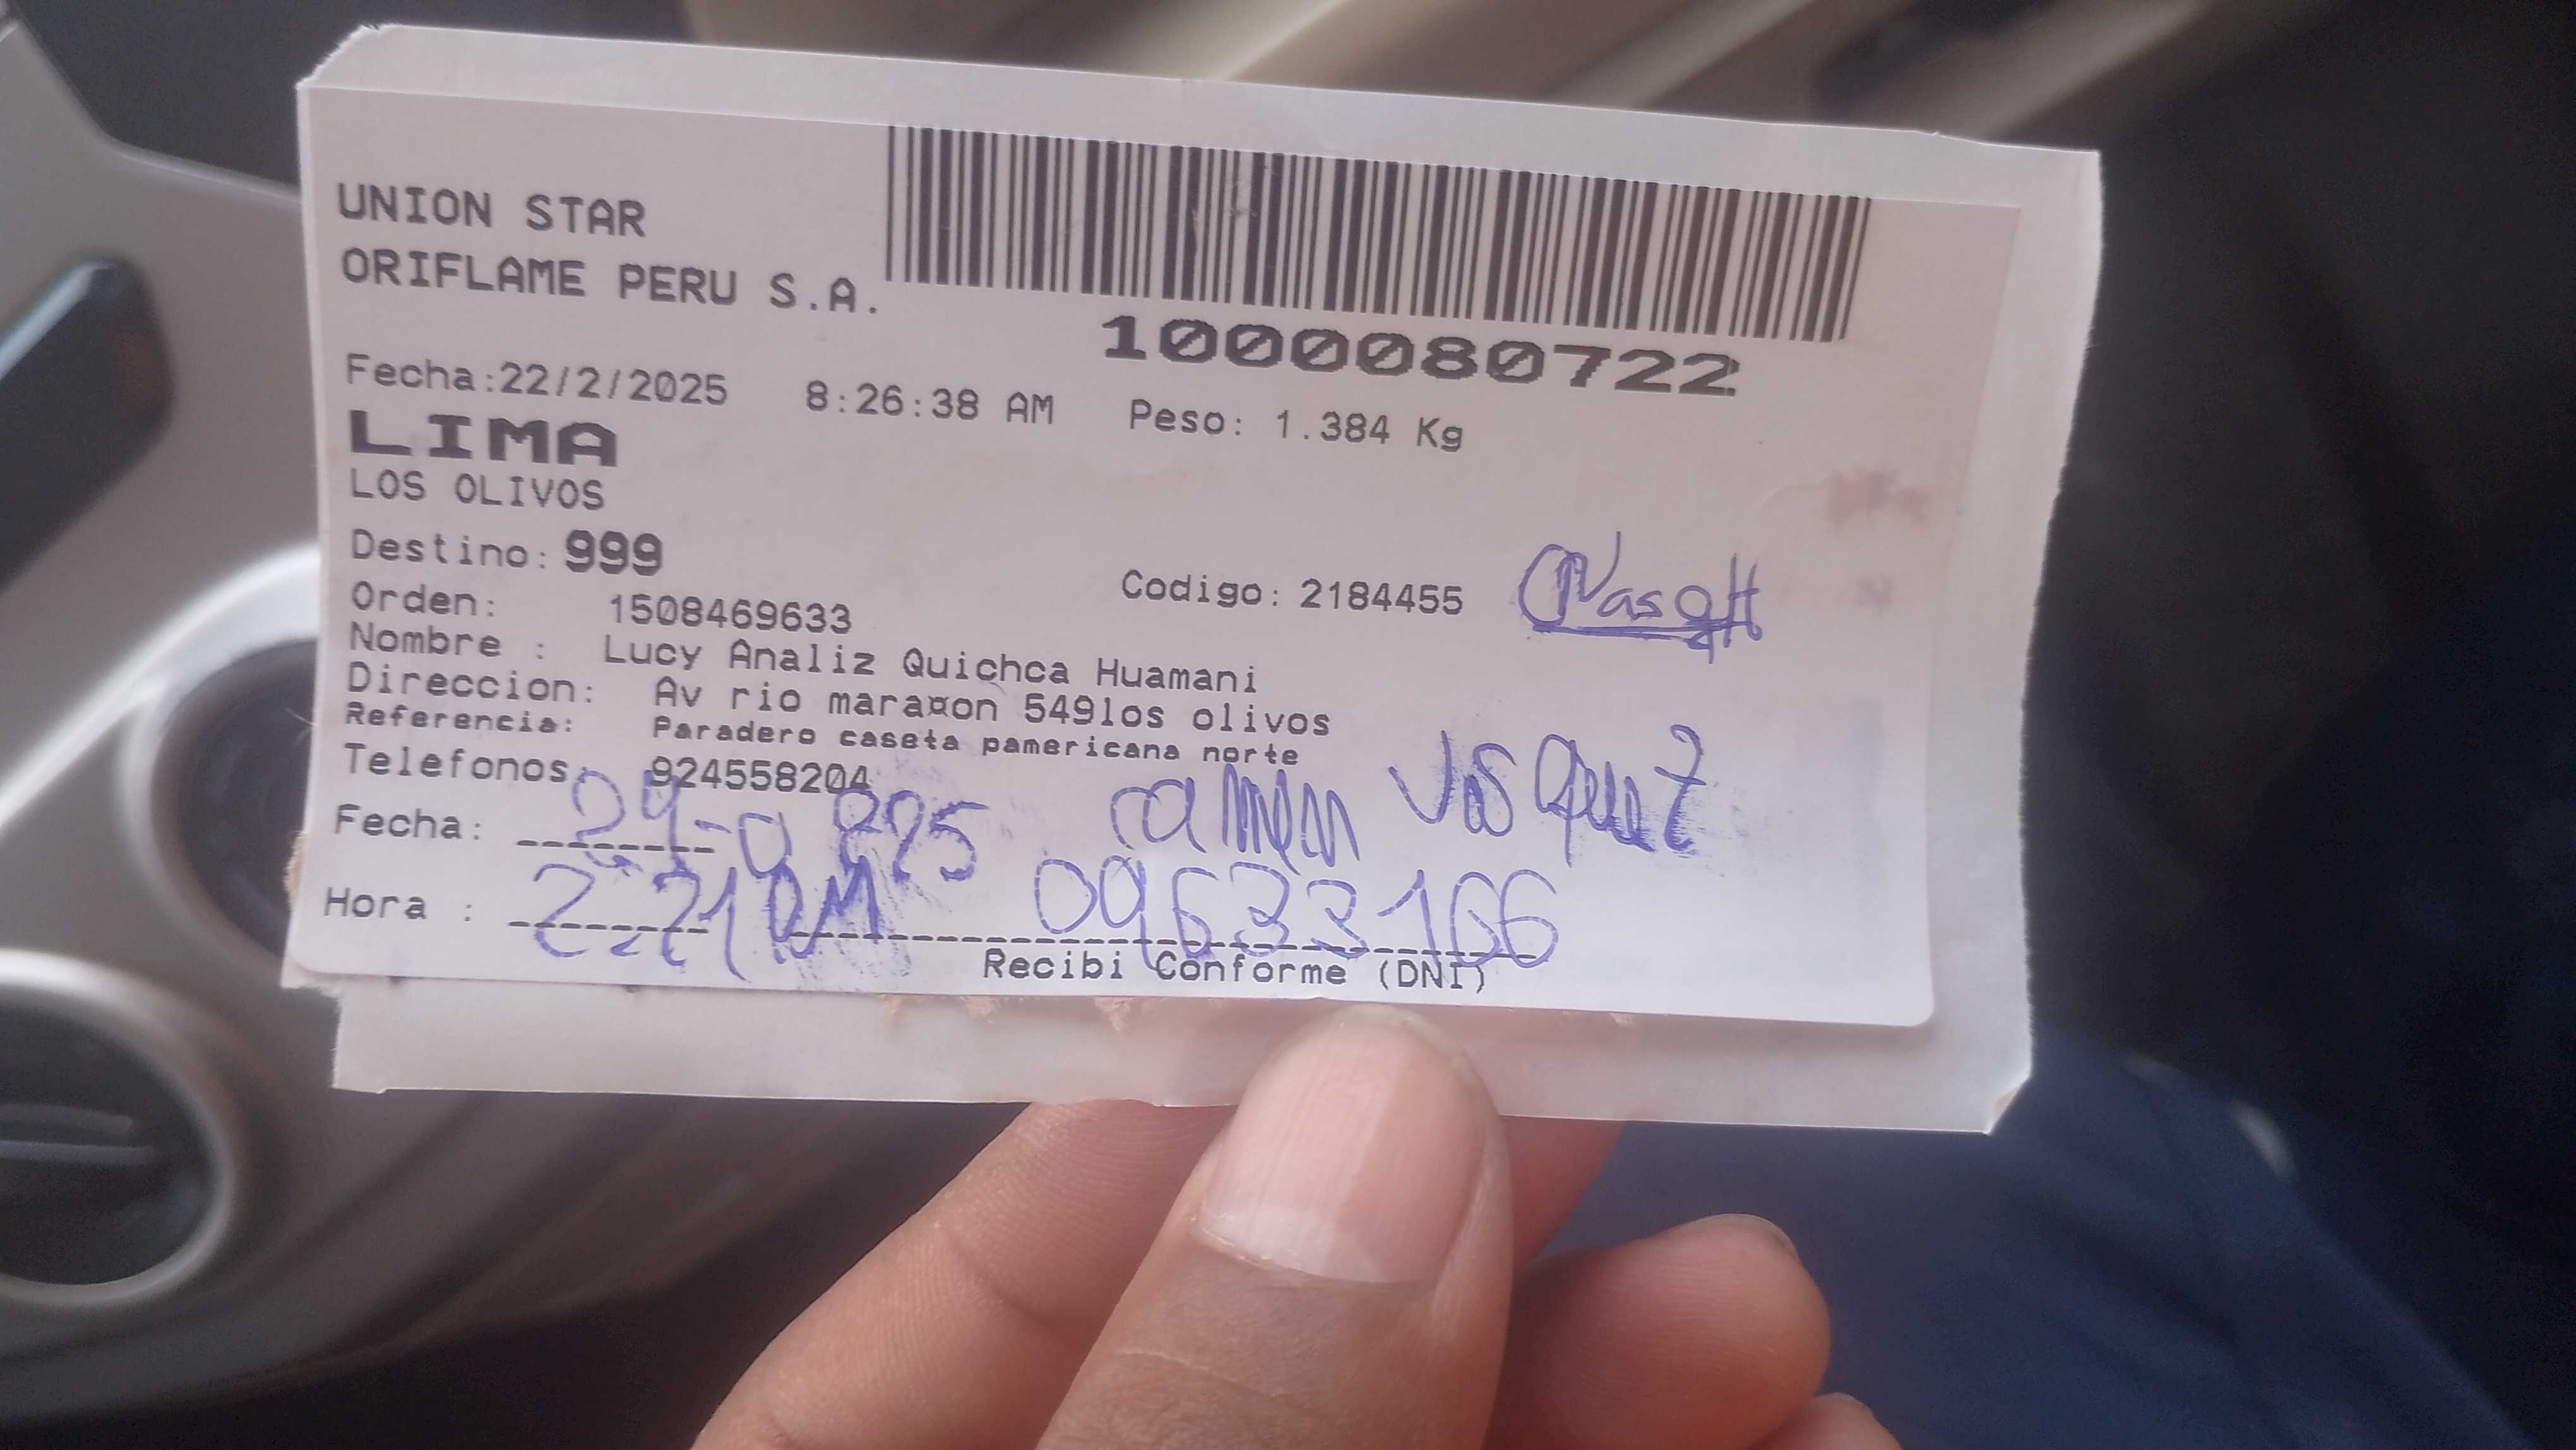 UNION STAR
ORIFLAME PERU S.A.
1000080722
Fecha:22/2/2025 8:26:38 AM Peso: 1.384 Kg
LIMA
LOS OLIVOS
Destino: 999
Orden: 1508469633 Codigo: 2184455
Nombre : Lucy Analiz Quichca Huamani
Direccion: Av rio mara¤on 549los olivos
Referencia: Paradero caseta pamericana norte
Telefonos: 924558204
Fecha:
Hora : 09633166
Recibi Conforme (DNI)